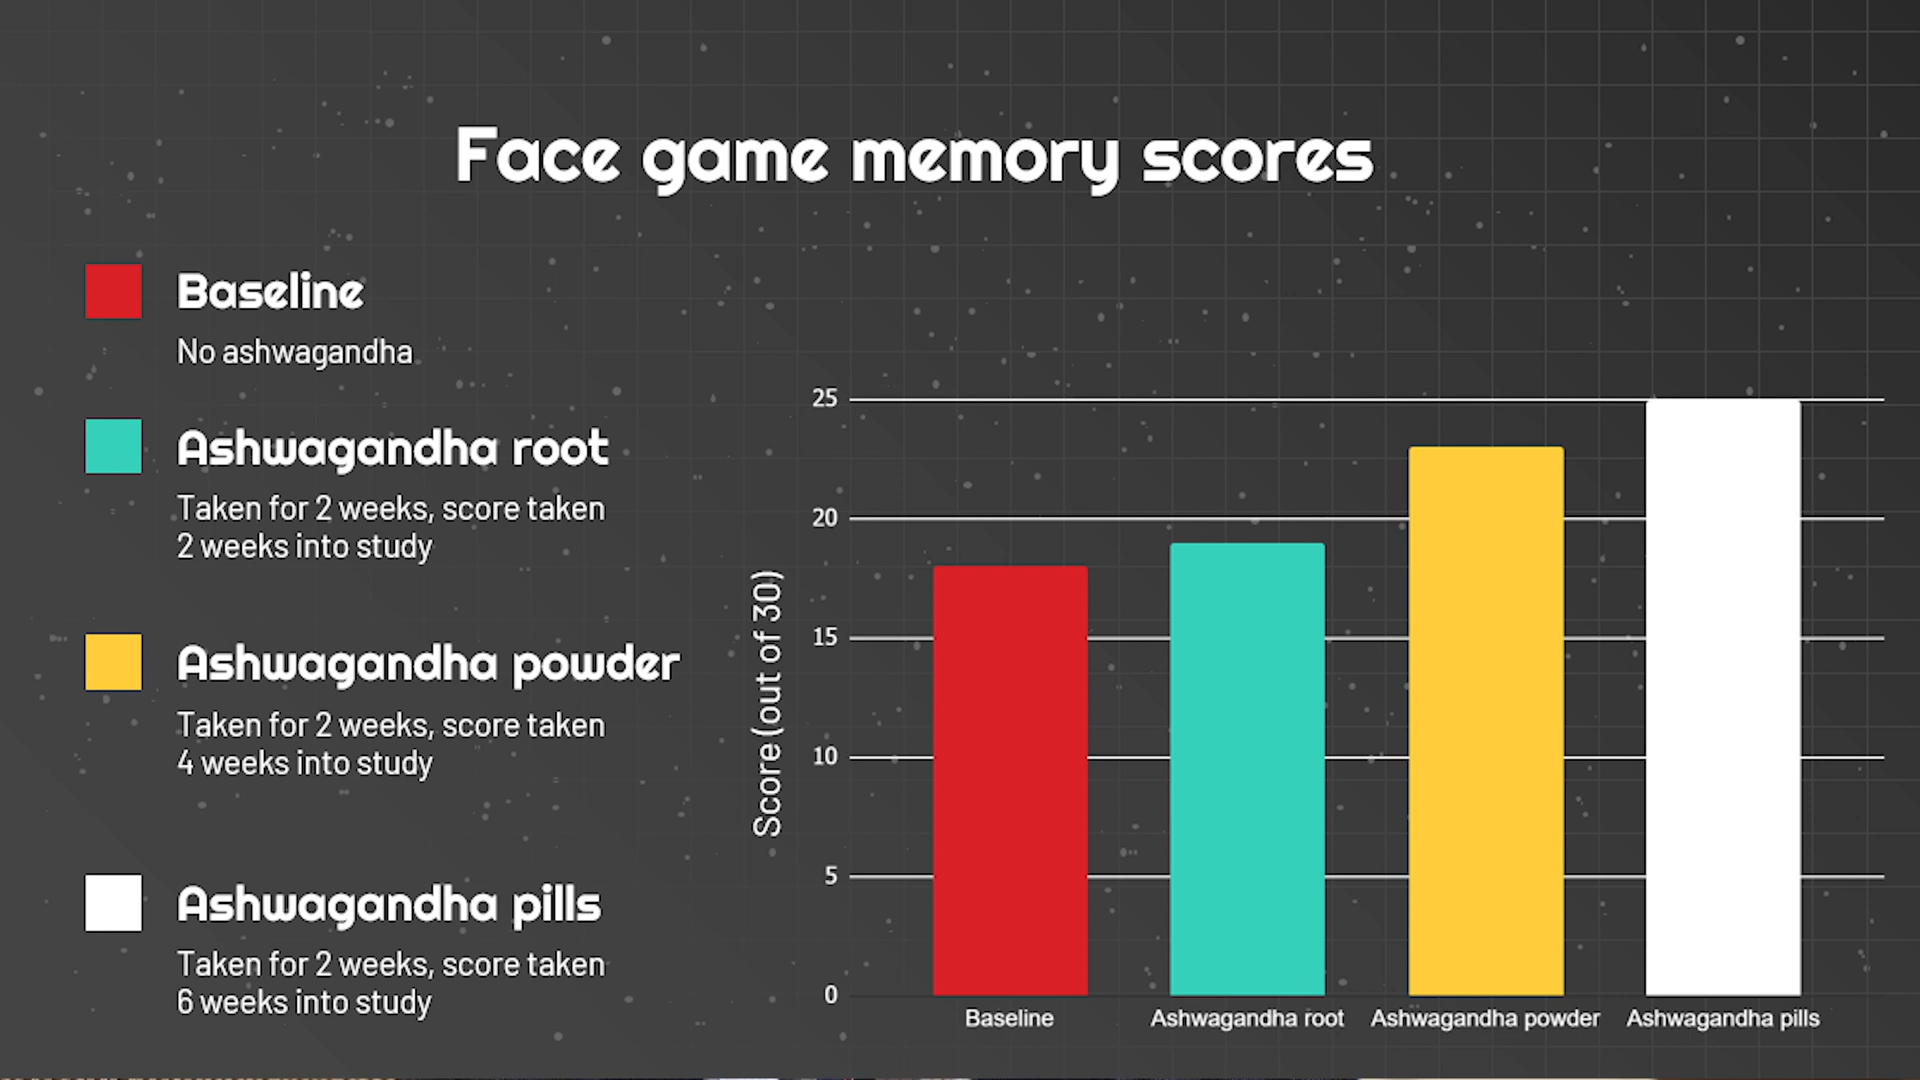 Face game memory scores
Baseline
No ashwagandha
Ashwagandha root
Taken for 2 weeks, score taken
2 weeks into study
Ashwagandha powder
Taken for 2 weeks, score taken
4 weeks into study
Ashwagandha pills
Taken for 2 weeks, score taken
6 weeks into study
Score (out of 30)
25
20
15
10
5
0
Baseline
Ashwagandha root
Ashwagandha powder
Ashwagandha pills